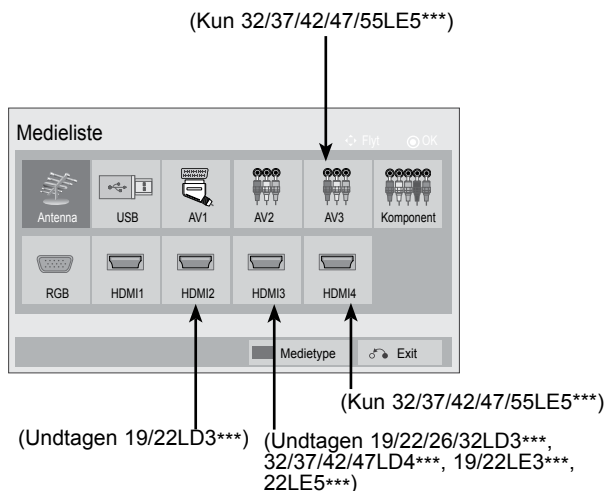 (Kun 32/37/42/47/55LE5***)
Medieliste
Flyt
OK
Antenna
USB
AV1
AV2
AV3
Komponent
RGB
HDMI1
HDMI2
HDMI3
HDMI4
Medietype
Exit
(Kun 32/37/42/47/55LE5***)
(Undtagen 19/22LD3***)
(Undtagen 19/22/26/32LD3***,
32/37/42/47LD4***, 19/22LE3***,
22LE5***)